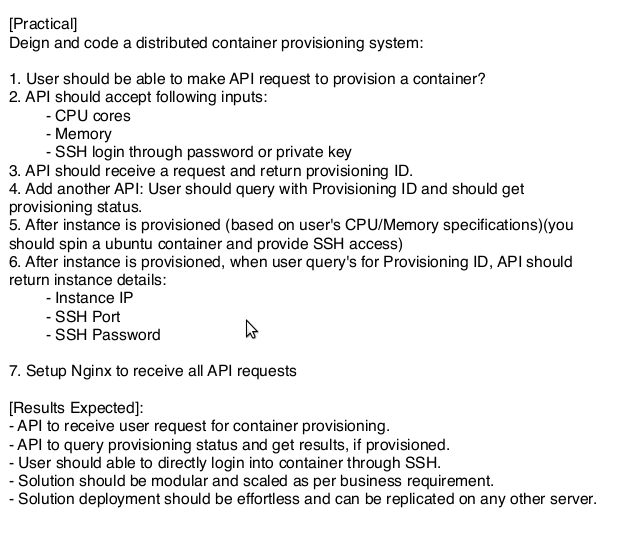 [Practical]
Deign and code a distributed container provisioning system:
1. User should be able to make API request to provision a container?
2. API should accept following inputs:
- CPU cores
- Memory
- SSH login through password or private key
3. API should receive a request and return provisioning ID.
4. Add another API: User should query with Provisioning ID and should get
provisioning status.
5. After instance is provisioned (based on user's CPU/Memory specifications)(you
should spin a ubuntu container and provide SSH access)
6. After instance is provisioned, when user query's for Provisioning ID, API should
return instance details:
- Instance IP
- SSH Port
- SSH Password
7. Setup Nginx to receive all API requests
[Results Expected]:
- API to receive user request for container provisioning.
- API to query provisioning status and get results, if provisioned.
- User should able to directly login into container through SSH.
- Solution should be modular and scaled as per business requirement.
- Solution deployment should be effortless and can be replicated on any other server.